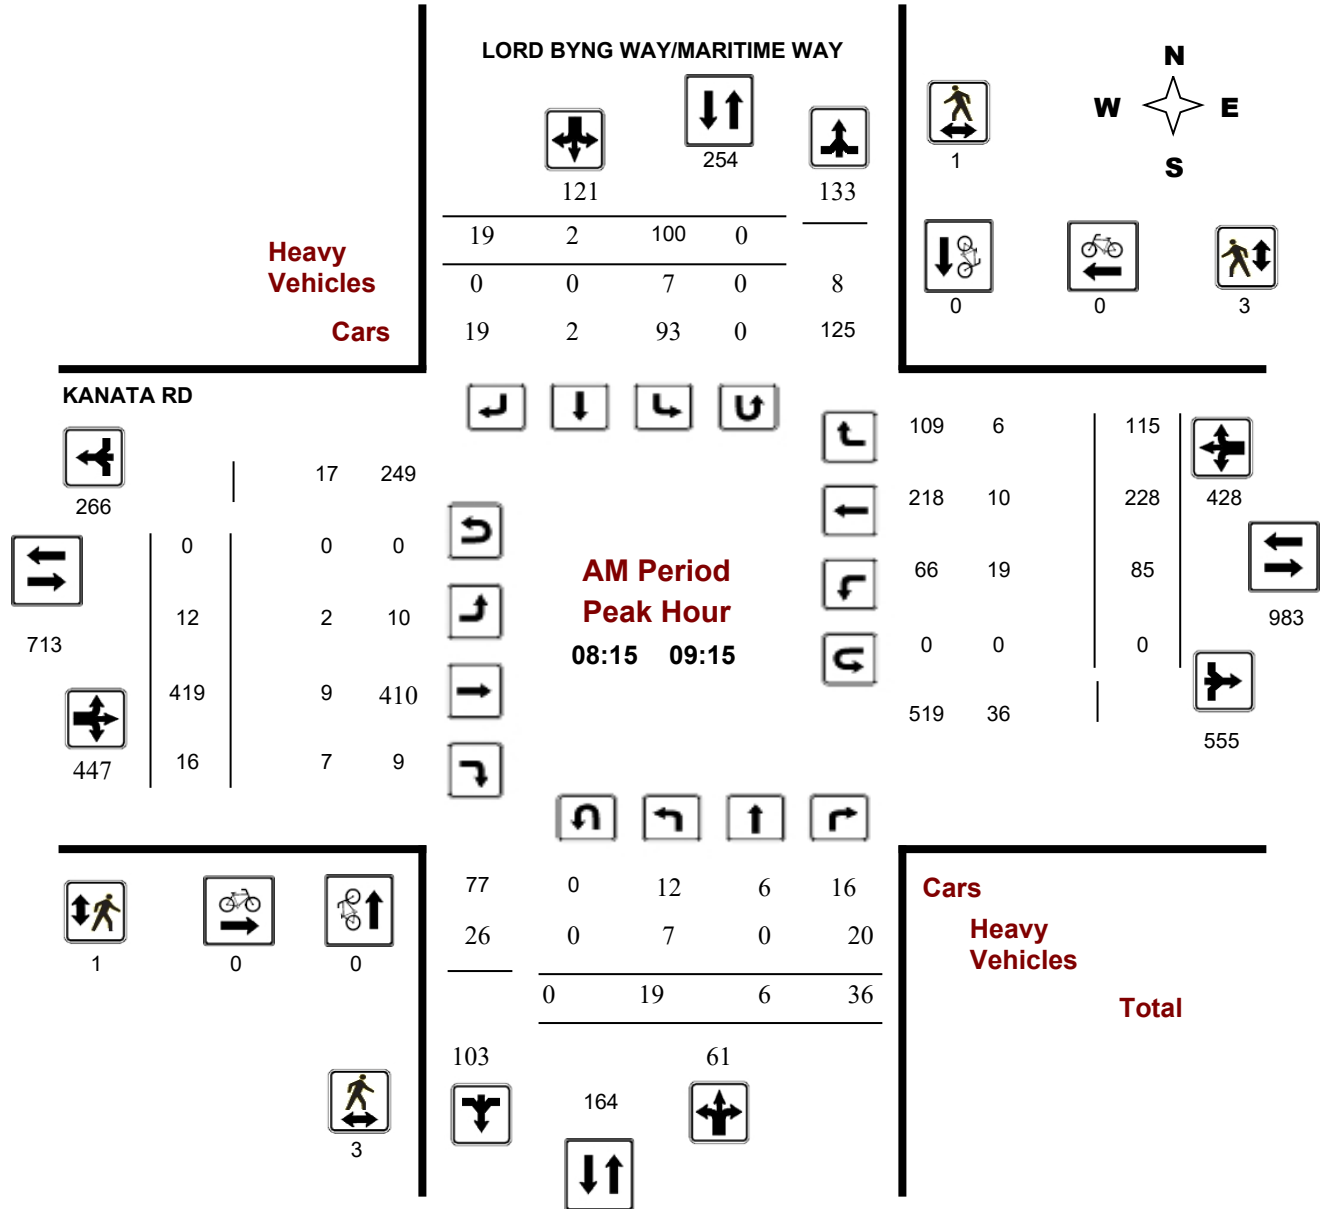 LORD BYNG WAY/MARITIME WAY
N
W E
S
254
1
121 133
19 2 100 0
Heavy
Vehicles
0 0 7 0 8
Cars
19 2 93 0 125
0 0 3
KANATA RD
109 6 115
17 249
266
218 10 228 428
0 0 0
AM Period
66 19 85
Peak Hour
12 2 10
983
713
08:15 09:15
0 0 0
419 9 410
519 36
555
447 16 7 9
77 0 12 6 16
Cars
26 0 7 0 20
Heavy
Vehicles
1 0 0
0 19 6 36
Total
103 61
164
3